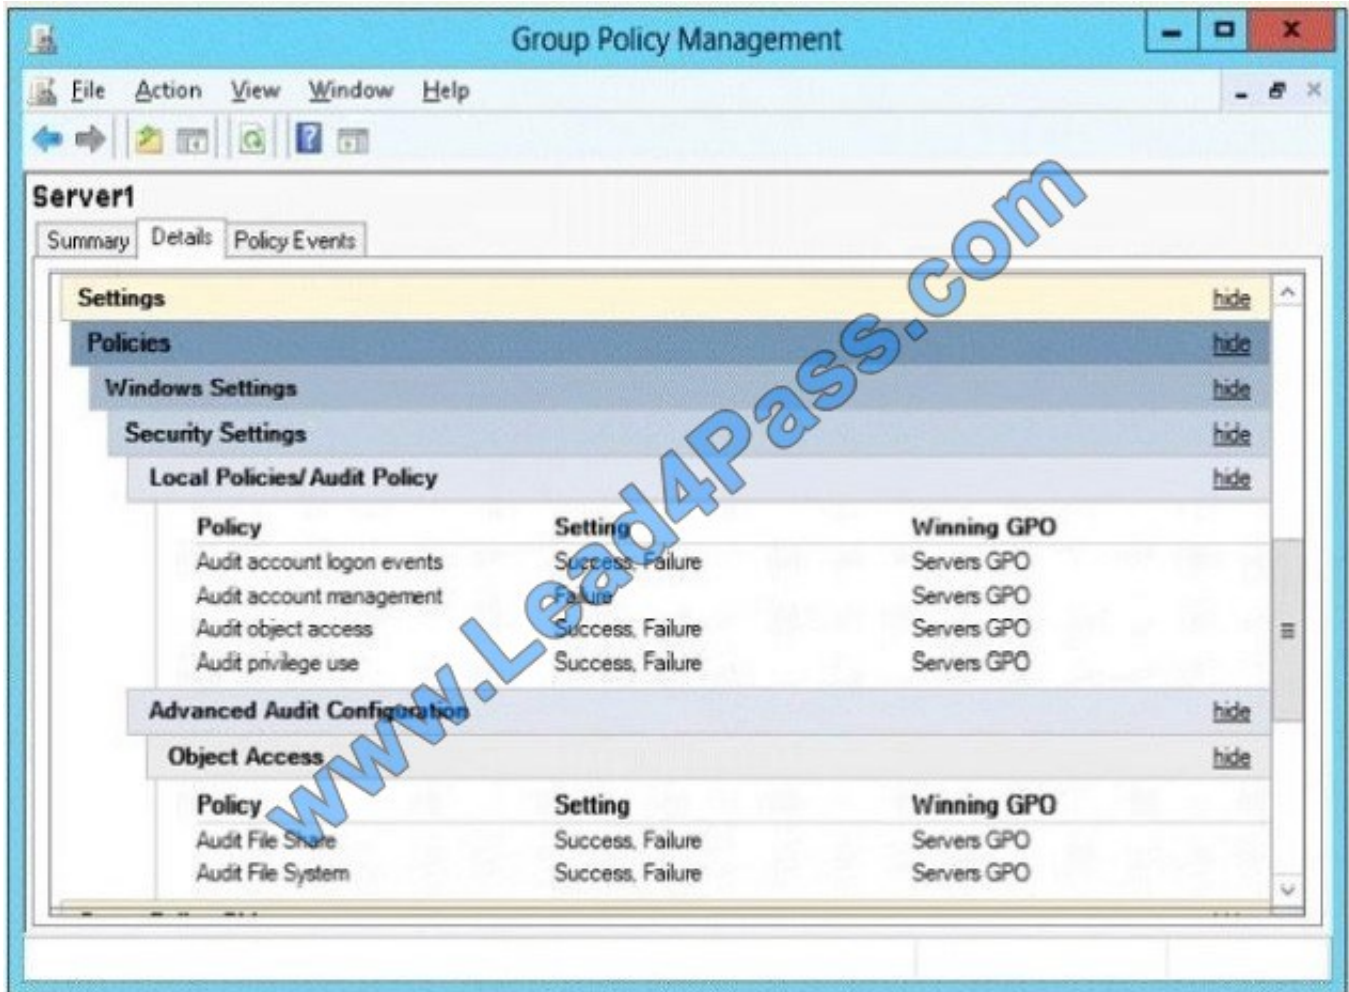 Group Policy Management
File Action View Window Help
Server1
Summary Details Policy Events
Settings hide
Policies hide
Windows Settings hide
Security Settings hide
Local Policies/Audit Policy hide
Policy Setting Winning GPO
Audit account logon events Success, Failure Servers GPO
Audit account management Failure Servers GPO
Audit object access Success, Failure Servers GPO
Audit privilege use Success, Failure Servers GPO
Advanced Audit Configuration hide
Object Access hide
Policy Setting Winning GPO
Audit File Share Success, Failure Servers GPO
Audit File System Success, Failure Servers GPO
www.Lead4Pass.com